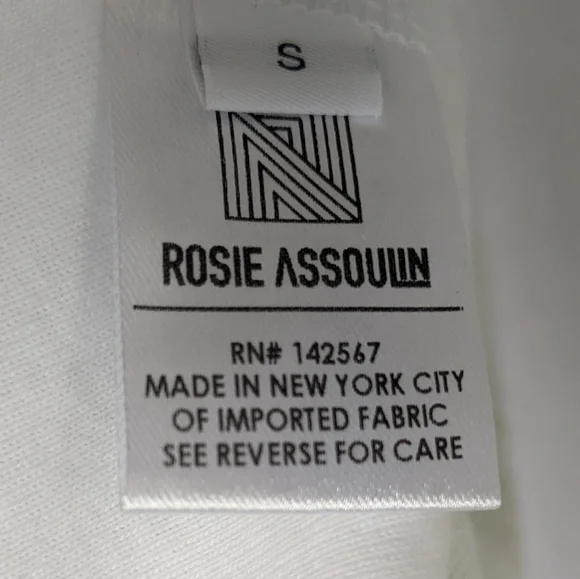 S
ROSIE ASSOULIN
RN# 142567
MADE IN NEW YORK CITY
OF IMPORTED FABRIC
SEE REVERSE FOR CARE